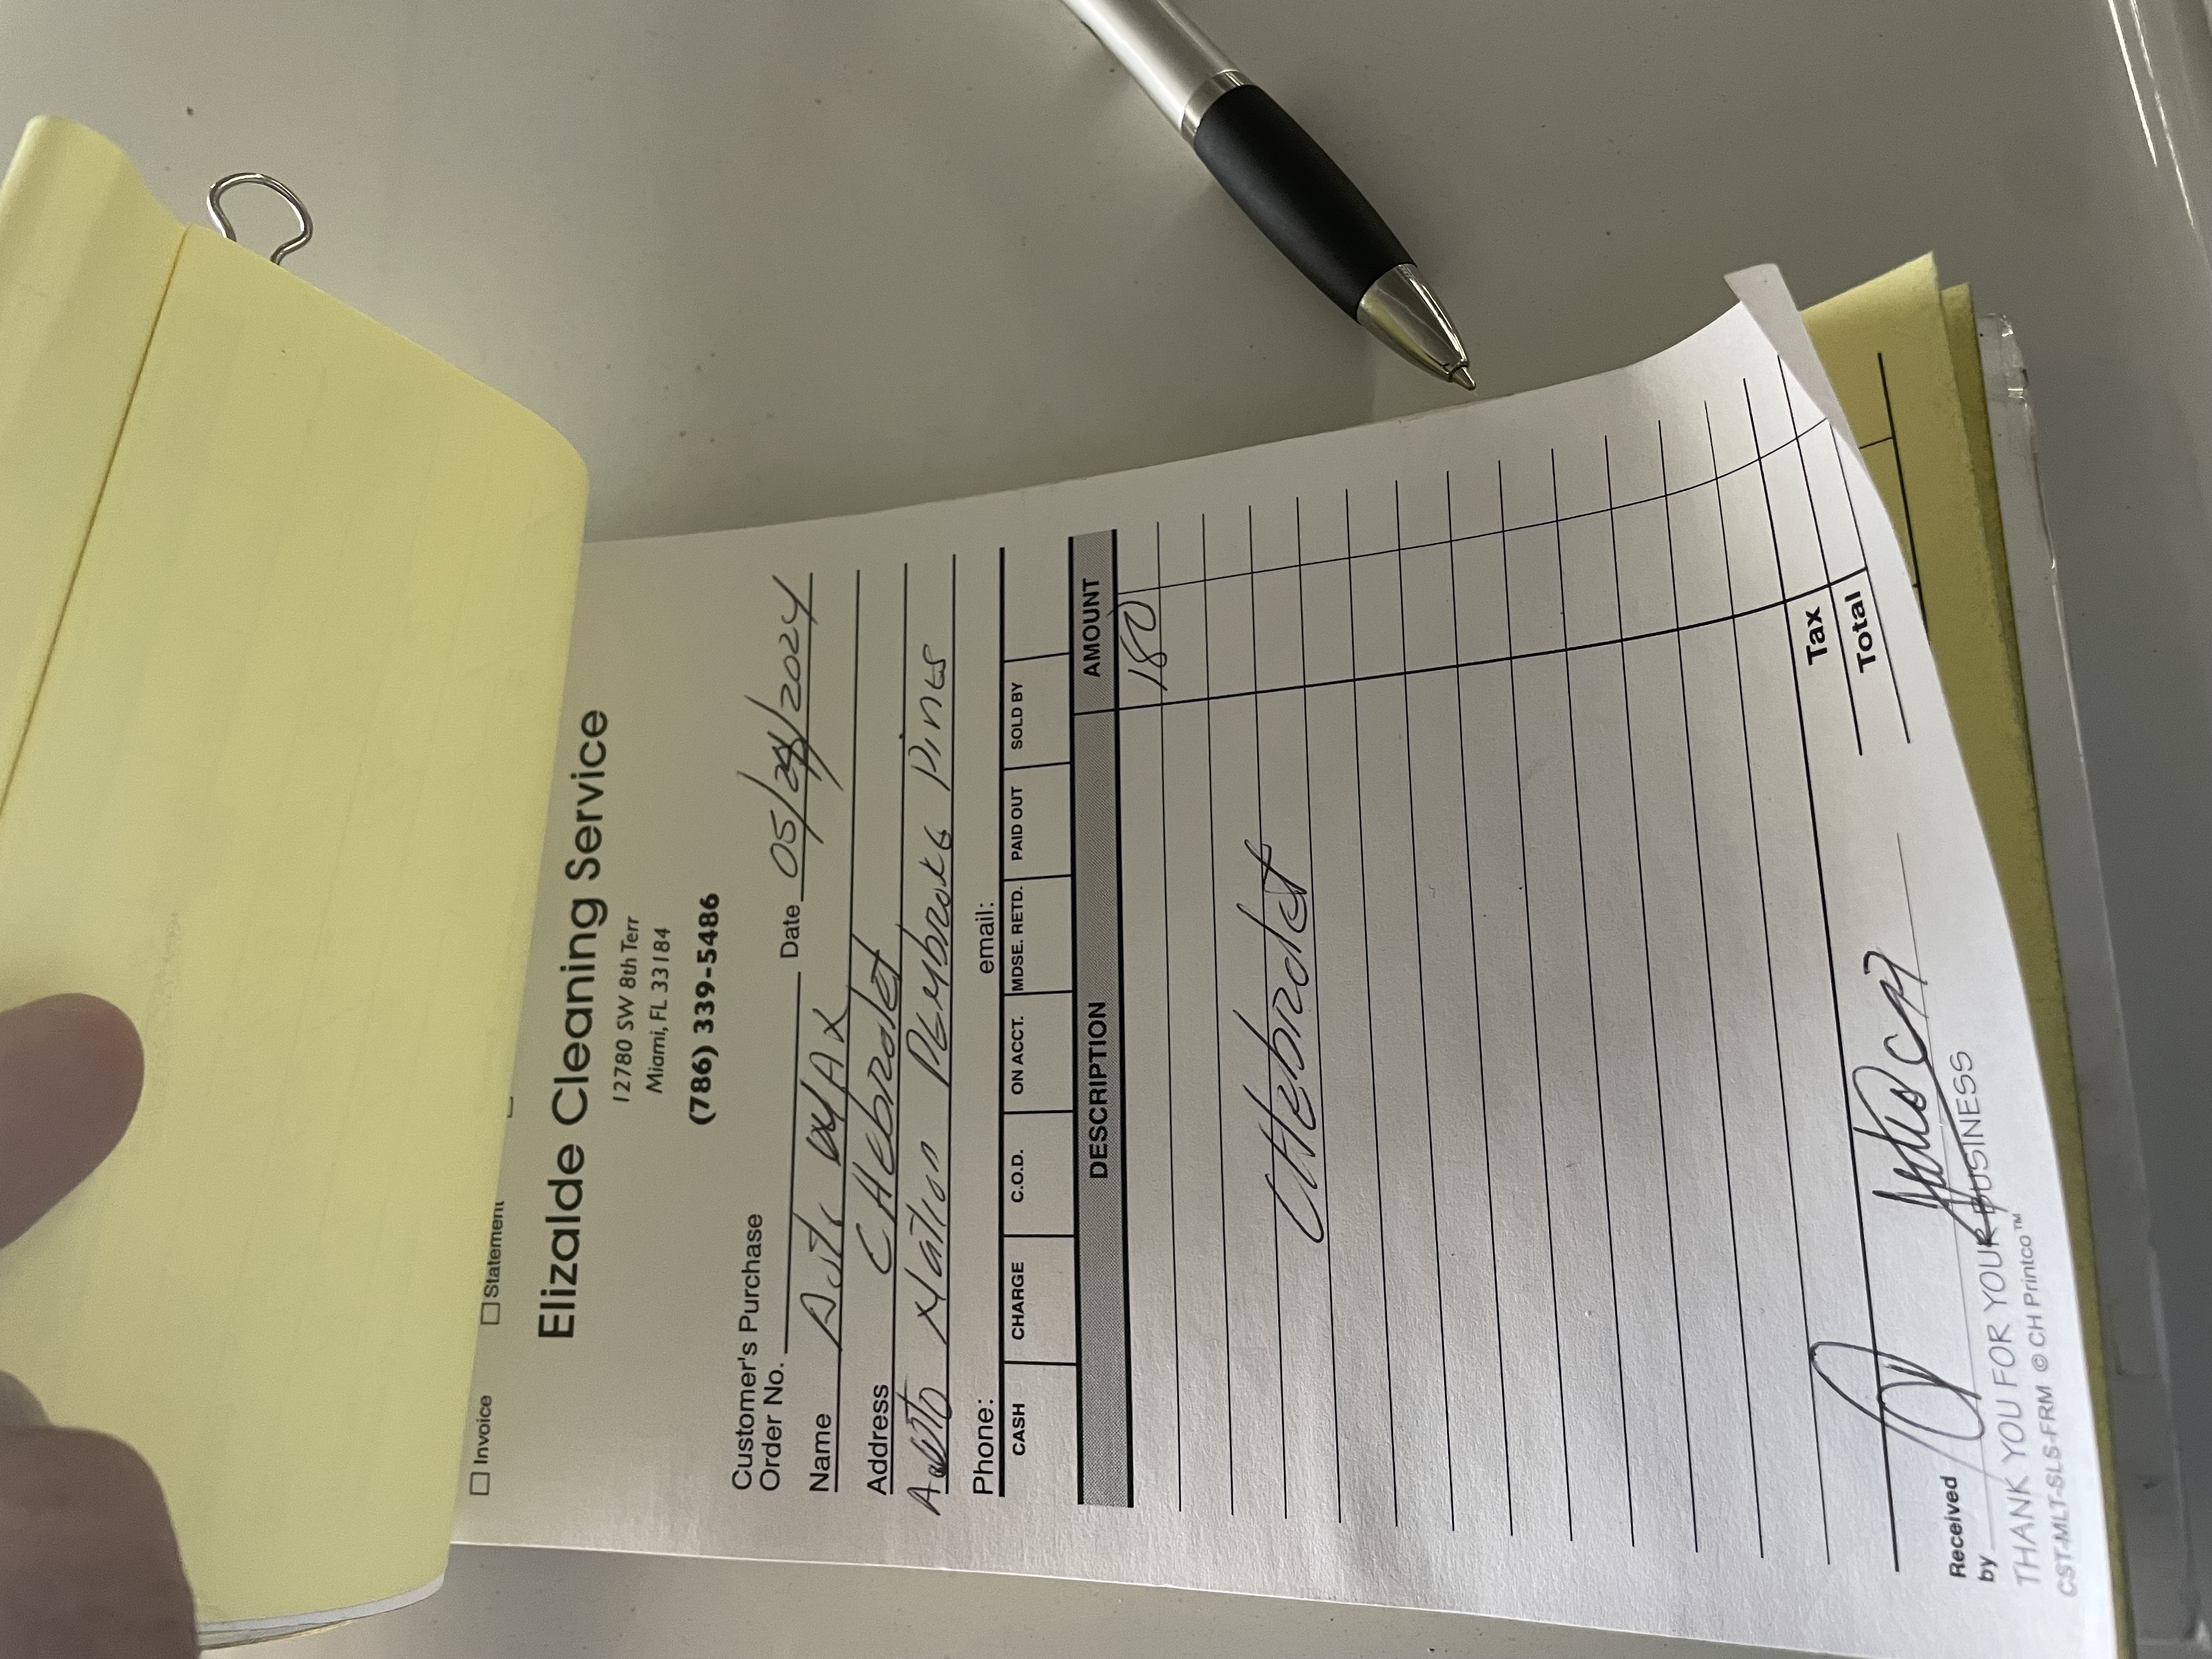 Invoice Statement
Elizalde Cleaning Service
12780 SW 8th Terr
Miami, FL 33184
(786) 339-5486
Customer's Purchase
Order No. Date 05/ /2024
Name
Address CHebrolet
Nation Pembroke Pines
Phone: email:
CASH CHARGE C.O.D. ON ACCT. MDSE. RETD. PAID OUT SOLD BY
DESCRIPTION AMOUNT
180
CHebrolet
Tax
Total
Received
by
THANK YOU FOR YOUR BUSINESS
CST-MLT-SLS-FRM © CH Printco™